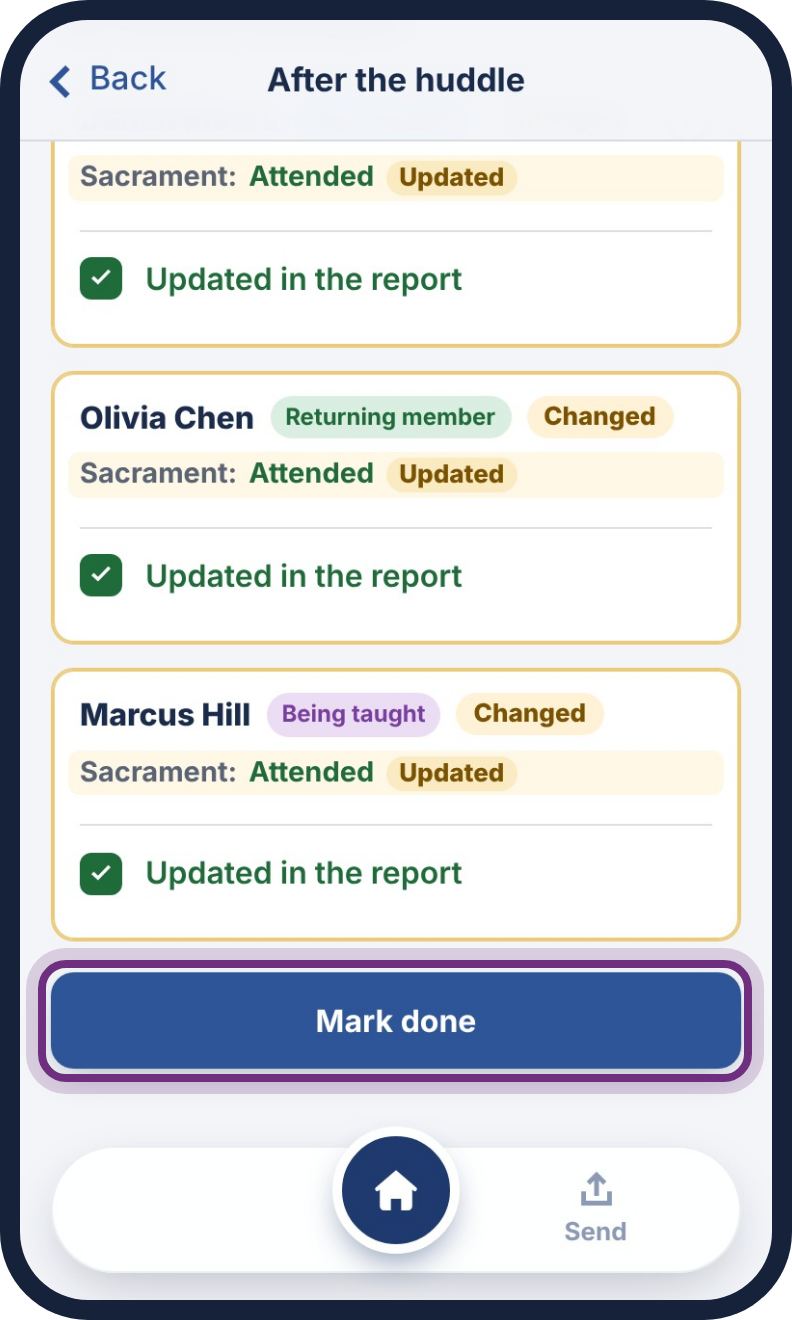 Back After the huddle
Sacrament: Attended Updated
Updated in the report
Olivia Chen Returning member Changed
Sacrament: Attended Updated
Updated in the report
Marcus Hill Being taught Changed
Sacrament: Attended Updated
Updated in the report
Mark done
Send